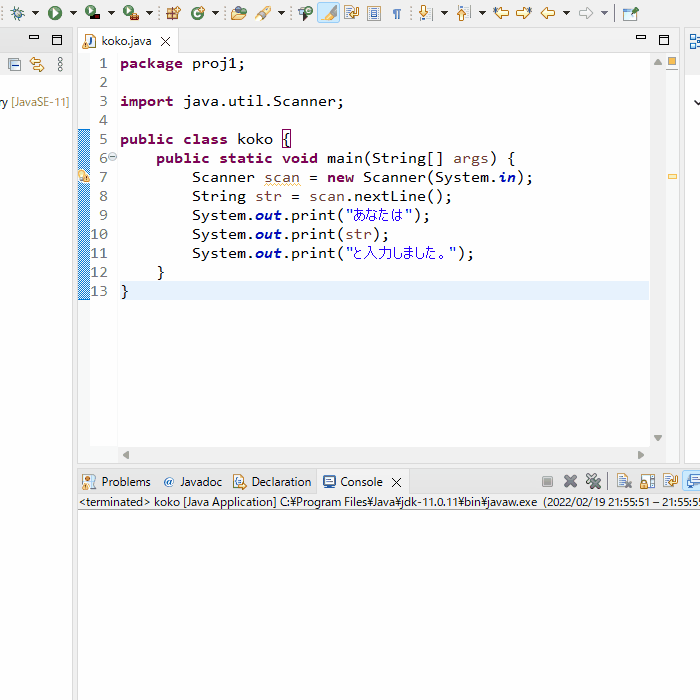 koko.java
ry [JavaSE-11]
1 package proj1;
2
3 import java.util.Scanner;
4
5 public class koko {
6 public static void main(String[] args) {
7 Scanner scan = new Scanner(System.in);
8 String str = scan.nextLine();
9 System.out.print("あなたは");
10 System.out.print(str);
11 System.out.print("と入力しました。");
12 }
13 }
Problems @ Javadoc Declaration Console
<terminated> koko [Java Application] C:¥Program Files¥Java¥jdk-11.0.11¥bin¥javaw.exe (2022/02/19 21:55:51 – 21:55:55